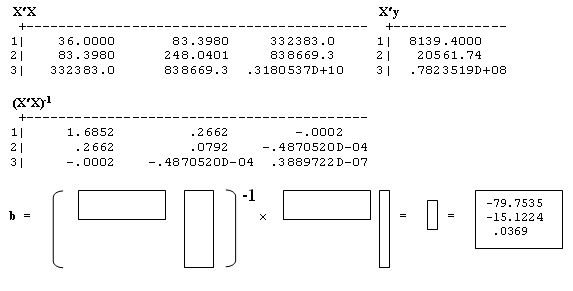 X′X X′y
+---------------------------------------- +--------------
1| 36.0000 83.3980 332383.0 1| 8139.4000
2| 83.3980 248.0401 838669.3 2| 20561.74
3| 332383.0 838669.3 .3180537D+10 3| .7823519D+08
(X′X)-1
+----------------------------------------
1| 1.6852 .2662 -.0002
2| .2662 .0792 -.4870520D-04
3| -.0002 -.4870520D-04 .3889722D-07
b = ( ) -1 × = =
-79.7535
-15.1224
.0369